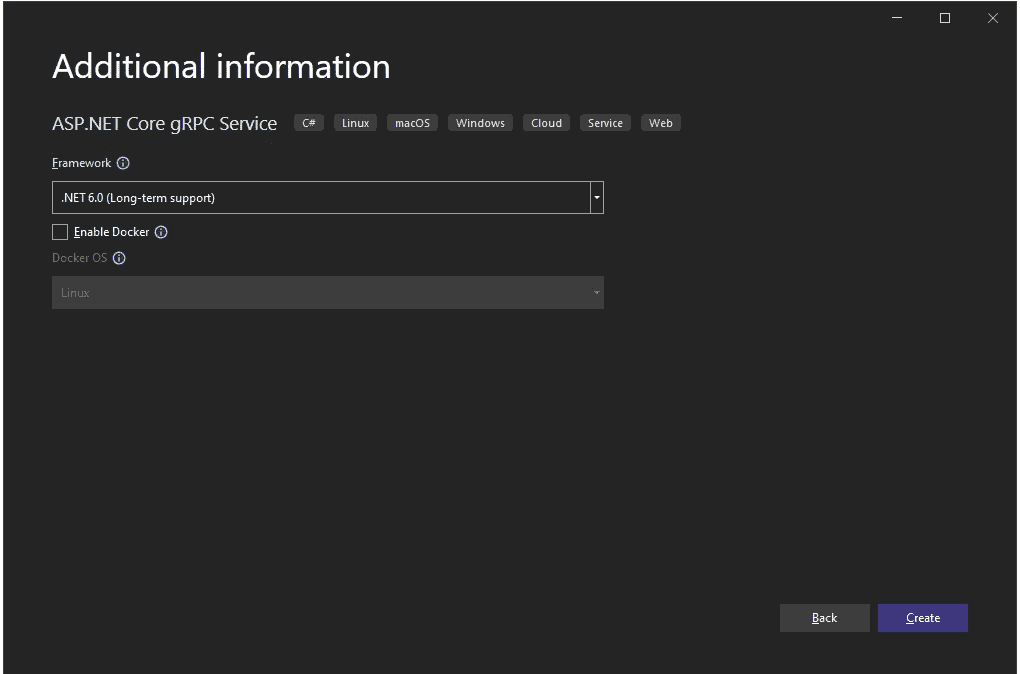 Additional information
ASP.NET Core gRPC Service C# Linux macOS Windows Cloud Service Web
Framework
.NET 6.0 (Long-term support)
Enable Docker
Docker OS
Linux
Back Create